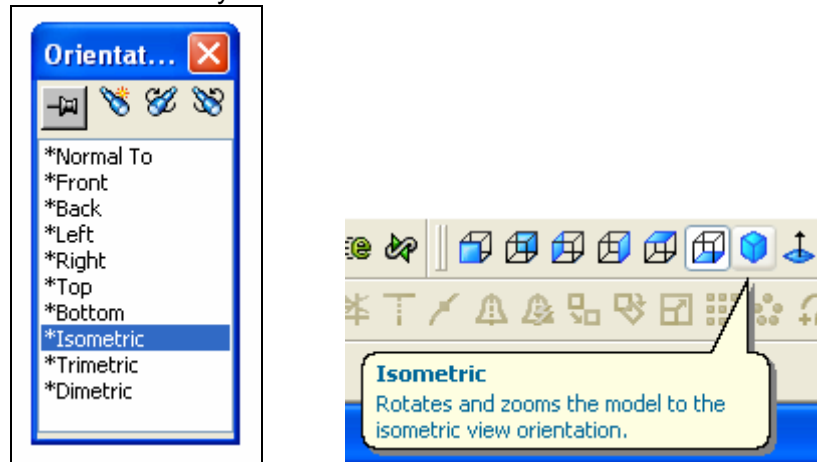 Orientat...
*Normal To
*Front
*Back
*Left
*Right
*Top
*Bottom
*Isometric
*Trimetric
*Dimetric
Isometric
Rotates and zooms the model to the
isometric view orientation.